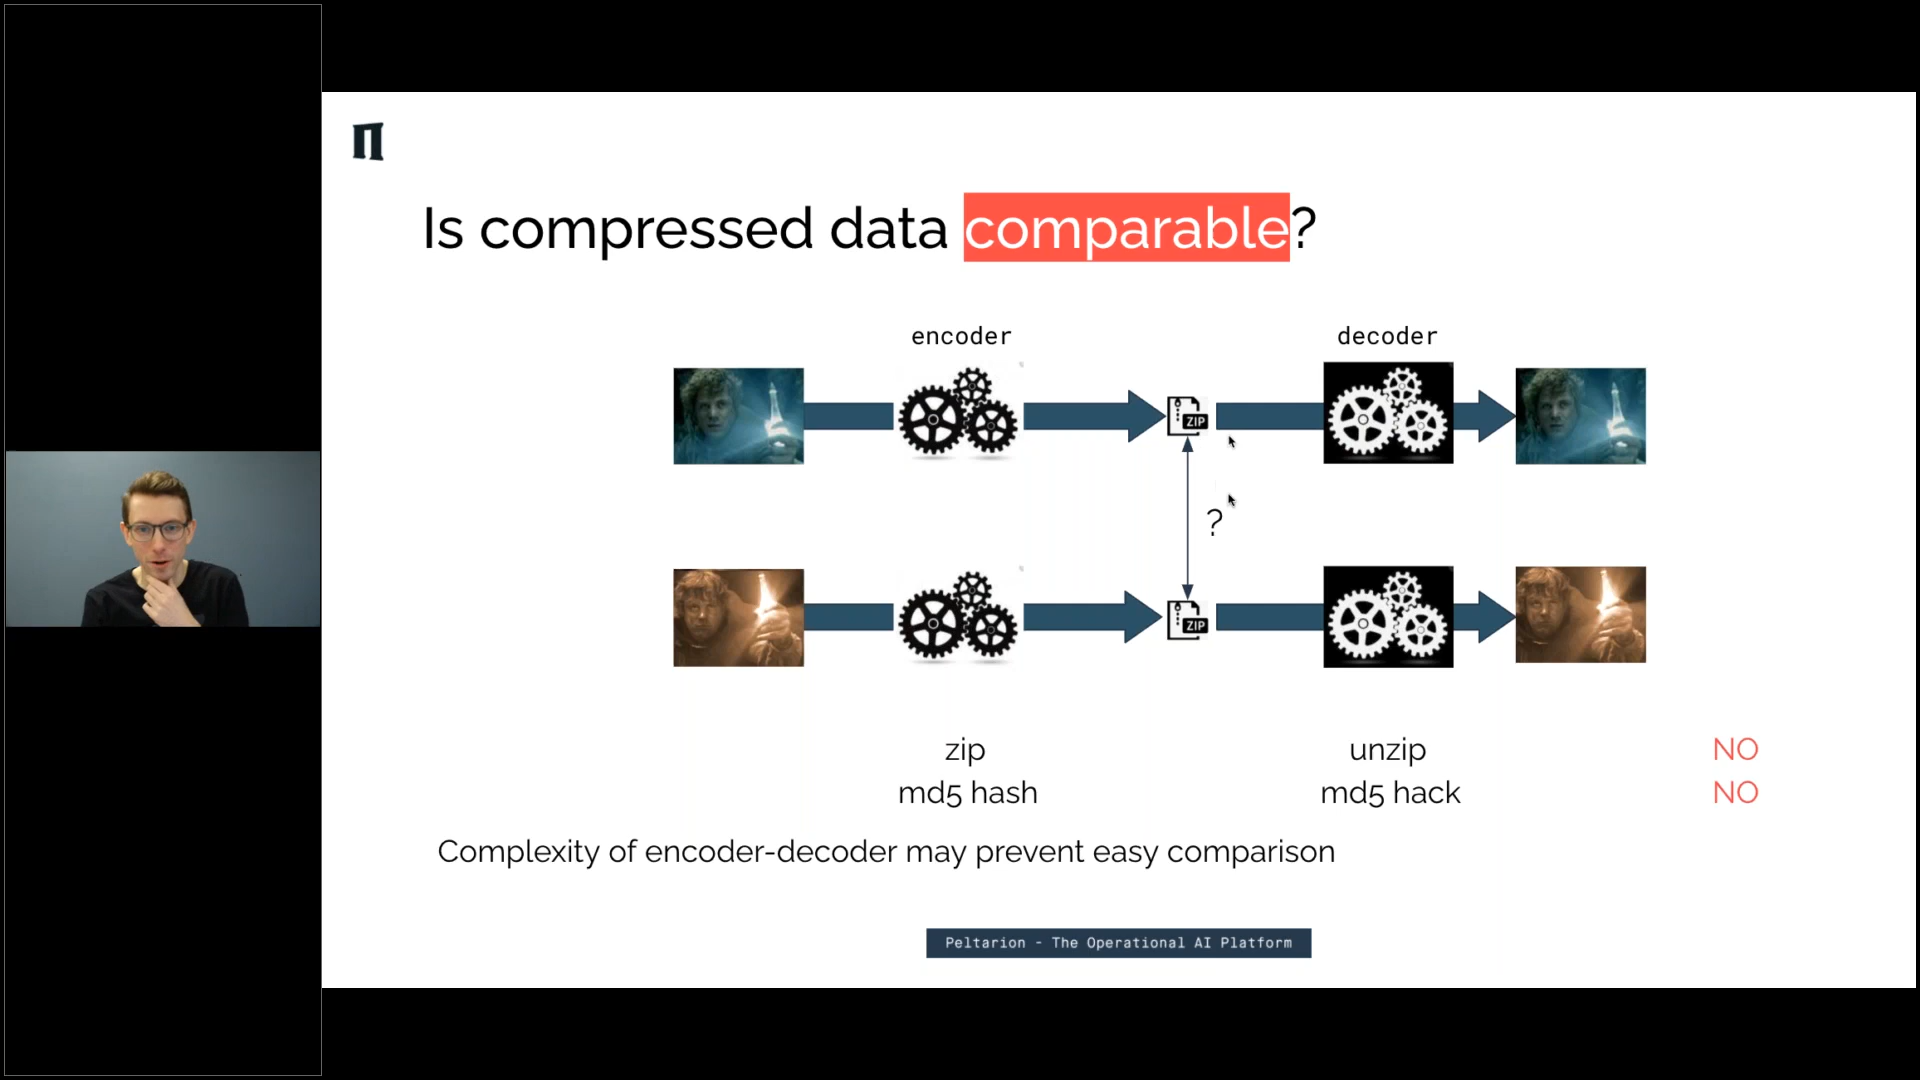 Is compressed data comparable?
encoder
decoder
ZIP
?
ZIP
zip
unzip
NO
md5 hash
md5 hack
NO
Complexity of encoder-decoder may prevent easy comparison
Peltarion - The Operational AI Platform